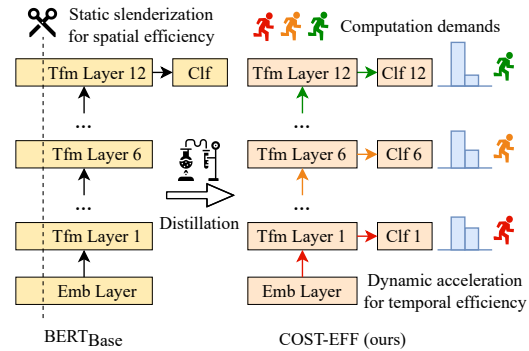 Static slenderization
for spatial efficiency
Tfm Layer 12
Clf
...
Tfm Layer 6
...
Tfm Layer 1
Emb Layer
BERTBase
Distillation
Computation demands
Tfm Layer 12
Clf 12
...
Tfm Layer 6
Clf 6
...
Tfm Layer 1
Clf 1
Emb Layer
Dynamic acceleration
for temporal efficiency
COST-EFF (ours)